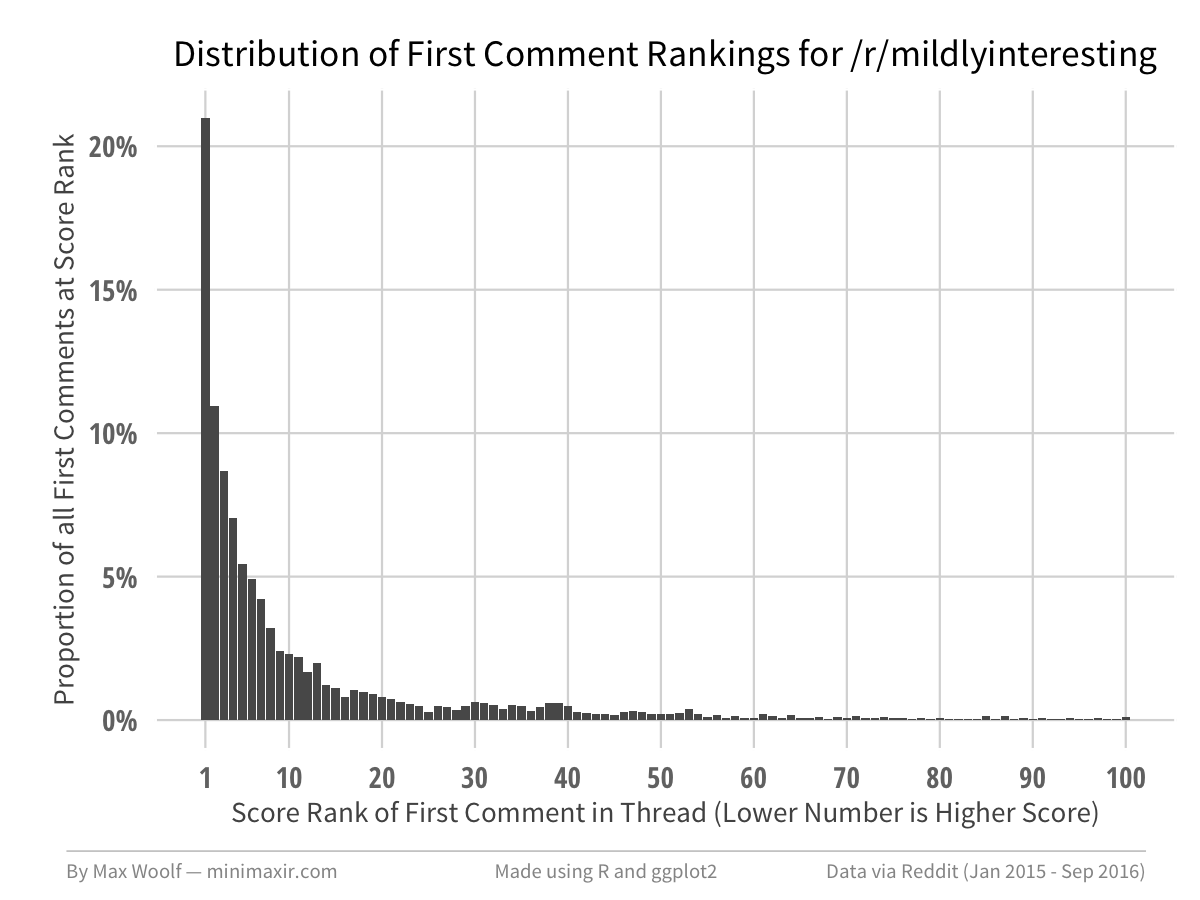 Distribution of First Comment Rankings for /r/mildlyinteresting
Proportion of all First Comments at Score Rank
20%
15%
10%
5%
0%
1 10 20 30 40 50 60 70 80 90 100
Score Rank of First Comment in Thread (Lower Number is Higher Score)
By Max Woolf — minimaxir.com Made using R and ggplot2 Data via Reddit (Jan 2015 - Sep 2016)